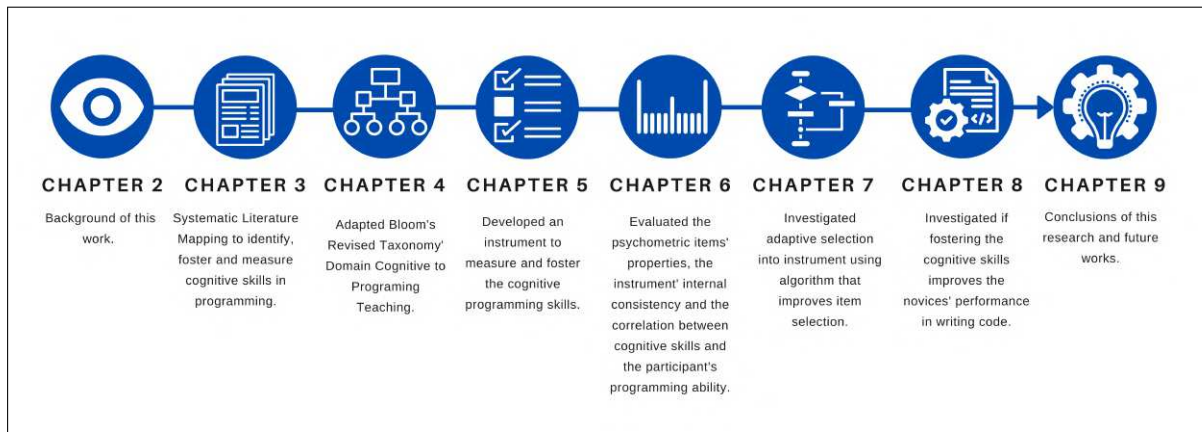 CHAPTER 2
Background of this
work.
CHAPTER 3
Systematic Literature
Mapping to identify,
foster and measure
cognitive skills in
programming.
CHAPTER 4
Adapted Bloom's
Revised Taxonomy'
Domain Cognitive to
Programing
Teaching.
CHAPTER 5
Developed an
instrument to
measure and foster
the cognitive
programming skills.
CHAPTER 6
Evaluated the
psychometric items'
properties, the
instrument' internal
consistency and the
correlation between
cognitive skills and
the participant's
programming ability.
CHAPTER 7
Investigated
adaptive selection
into instrument using
algorithm that
improves item
selection.
CHAPTER 8
Investigated if
fostering the
cognitive skills
improves the
novices' performance
in writing code.
CHAPTER 9
Conclusions of this
research and future
works.